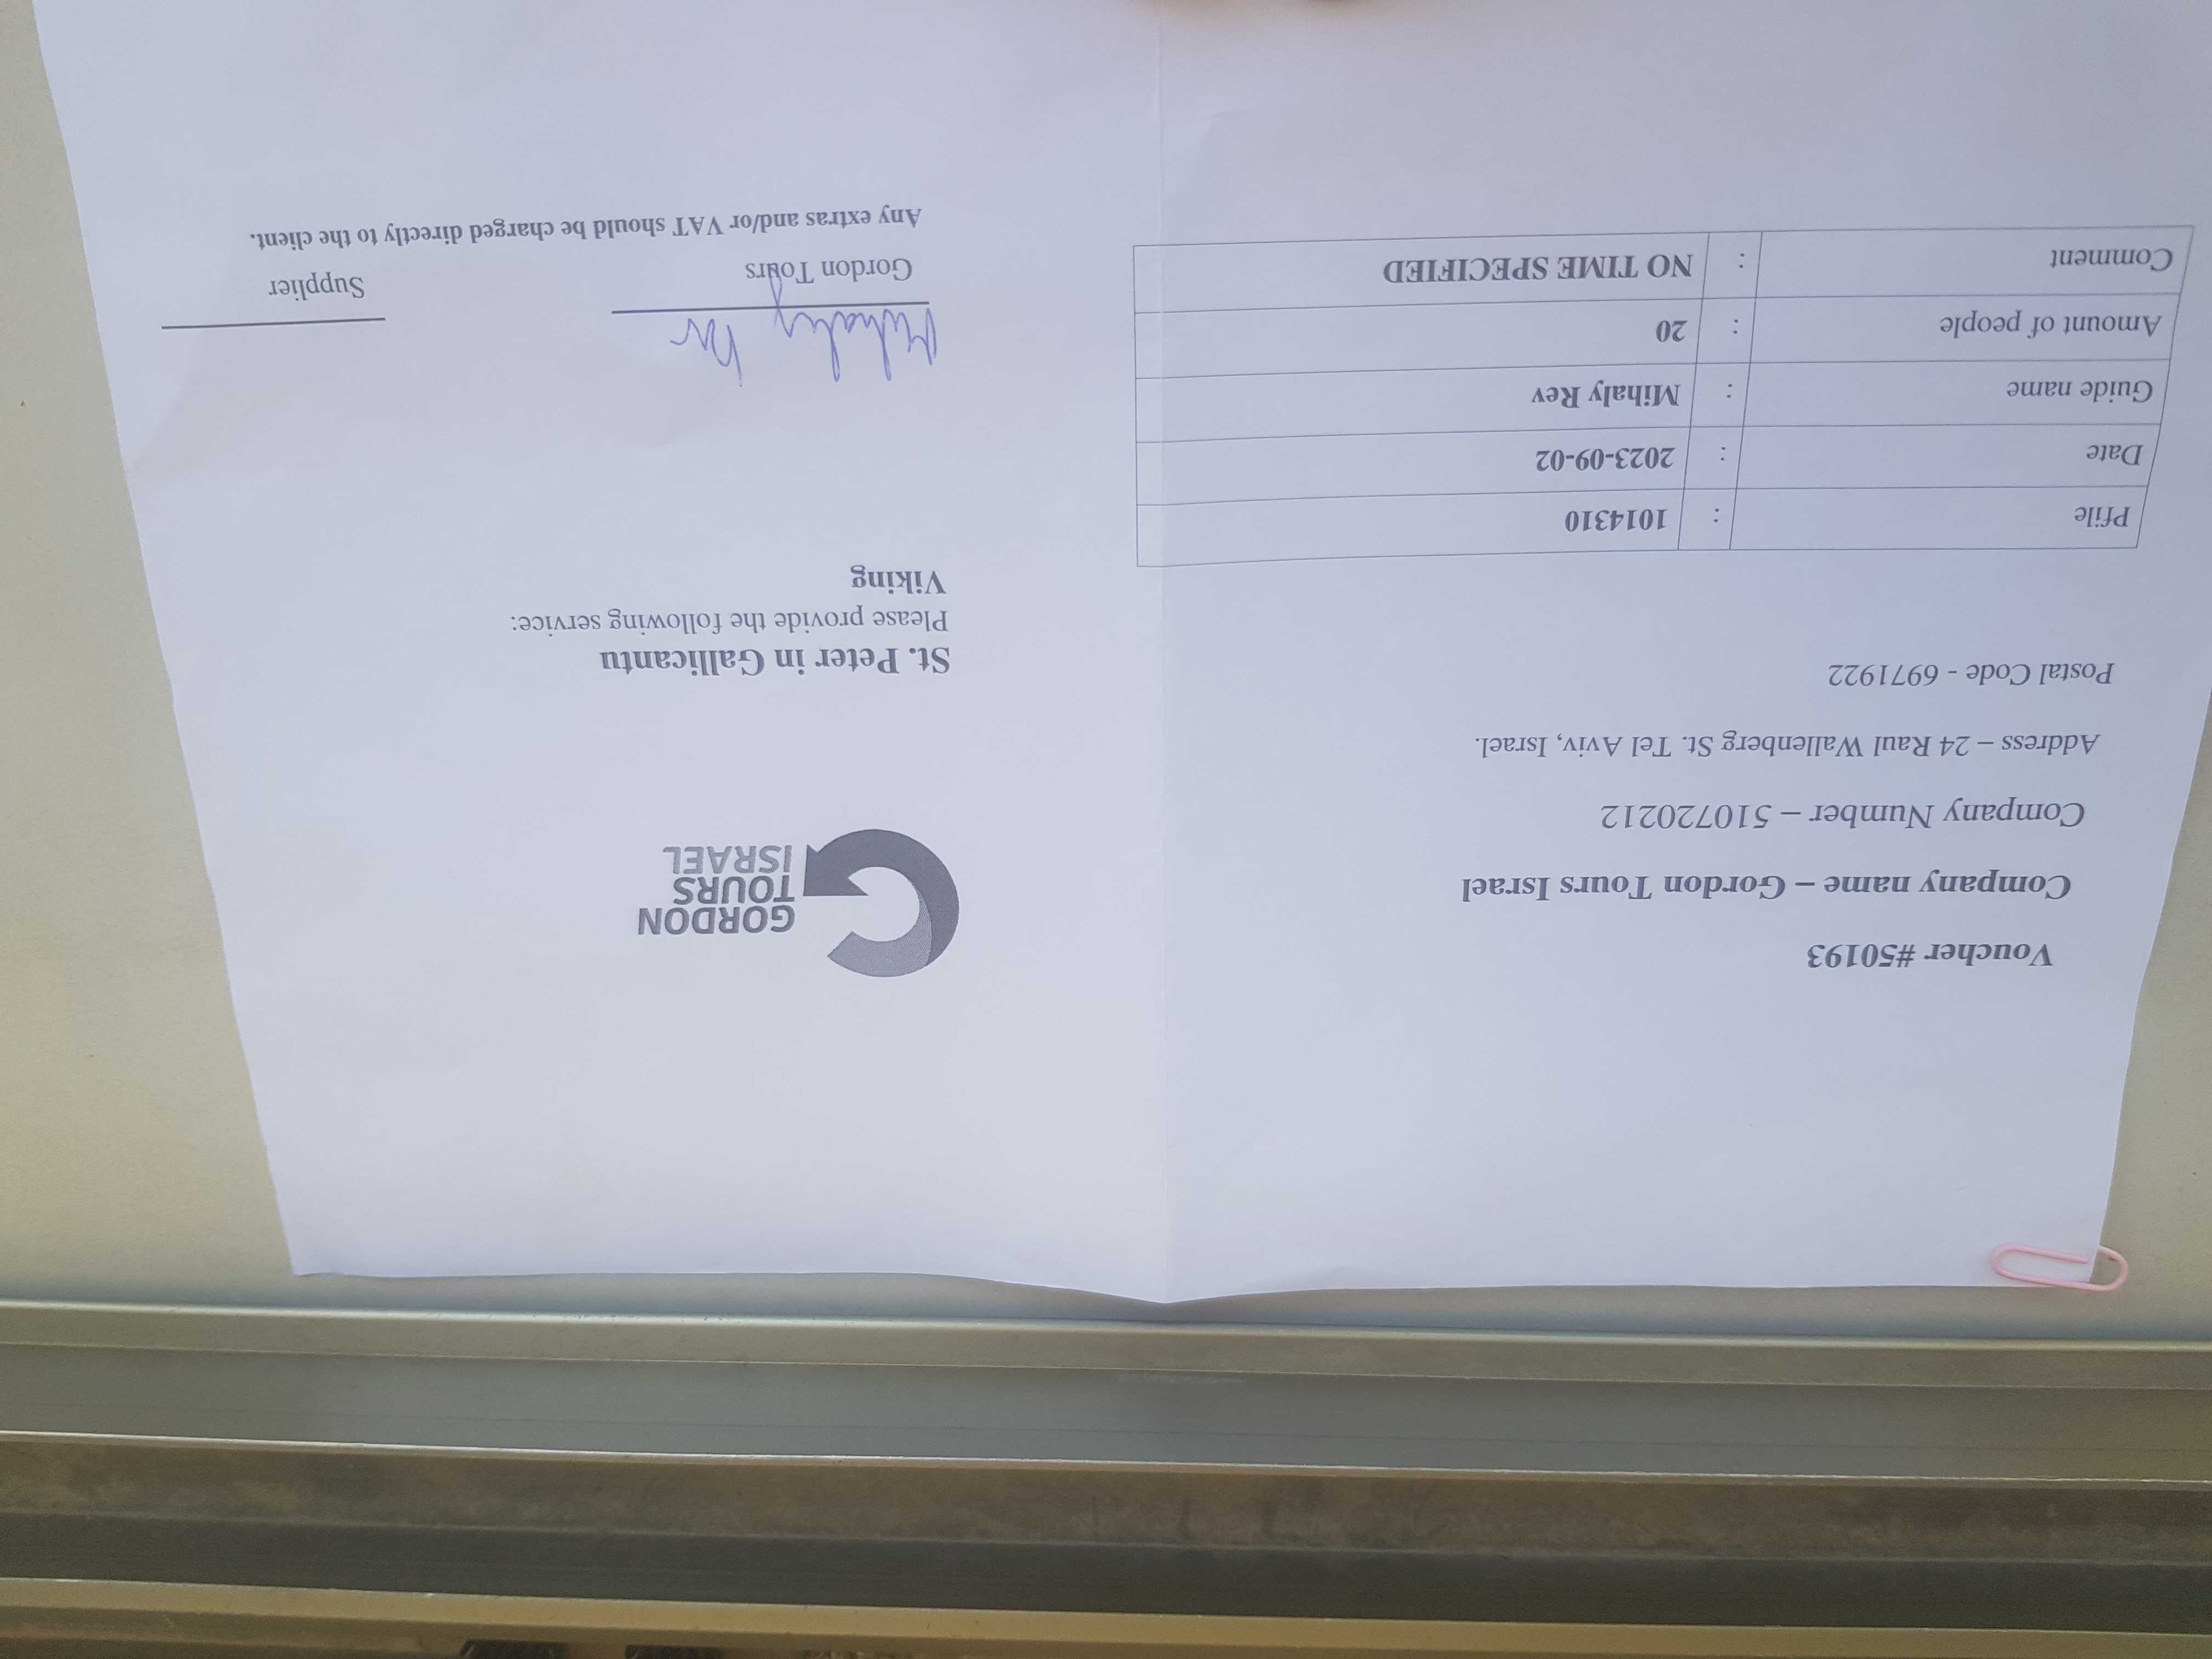 Voucher #50193
Company name – Gordon Tours Israel
Company Number – 510720212
Address – 24 Raul Wallenberg St. Tel Aviv, Israel.
Postal Code - 6971922
GORDON
TOURS
ISRAEL
St. Peter in Gallicantu
Please provide the following service:
Viking
Pfile : 1014310
Date : 2023-09-02
Guide name : Mihaly Rev
Amount of people : 20
Comment : NO TIME SPECIFIED
Mihaly
Gordon Tours
Supplier
Any extras and/or VAT should be charged directly to the client.